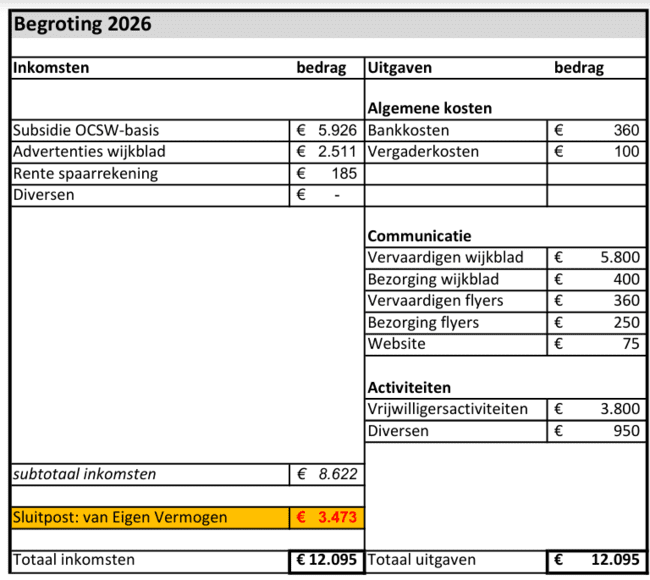 Begroting 2026
Inkomsten bedrag Uitgaven bedrag
Algemene kosten
Subsidie OCSW-basis € 5.926 Bankkosten € 360
Advertenties wijkblad € 2.511 Vergaderkosten € 100
Rente spaarrekening € 185
Diversen € -
Communicatie
Vervaardigen wijkblad € 5.800
Bezorging wijkblad € 400
Vervaardigen flyers € 360
Bezorging flyers € 250
Website € 75
Activiteiten
Vrijwilligersactiviteiten € 3.800
Diversen € 950
subtotaal inkomsten € 8.622
Sluitpost: van Eigen Vermogen € 3.473
Totaal inkomsten € 12.095 Totaal uitgaven € 12.095